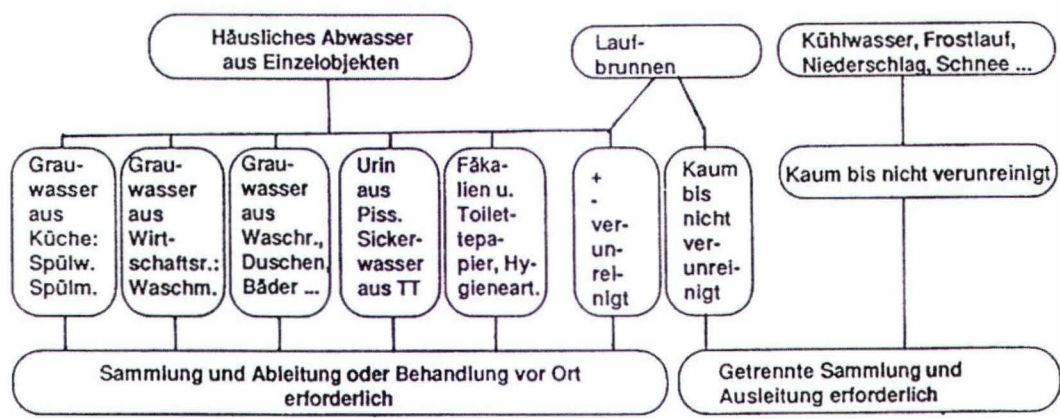 Häusliches Abwasser
aus Einzelobjekten
Lauf-
brunnen
Kühlwasser, Frostlauf,
Niederschlag, Schnee ...
Grau-
wasser
aus
Küche:
Spülw.
Spülm.
Grau-
wasser
aus
Wirt-
schaftsr.:
Waschm.
Grau-
wasser
aus
Waschr.,
Duschen,
Bäder ...
Urin
aus
Piss.
Sicker-
wasser
aus TT
Fäka-
lien u.
Toilet-
tepa-
pier, Hy-
gieneart.
+
-
ver-
un-
rei-
nigt
Kaum
bis
nicht
ver-
unrei-
nigt
Kaum bis nicht verunreinigt
Sammlung und Ableitung oder Behandlung vor Ort
erforderlich
Getrennte Sammlung und
Ausleitung erforderlich